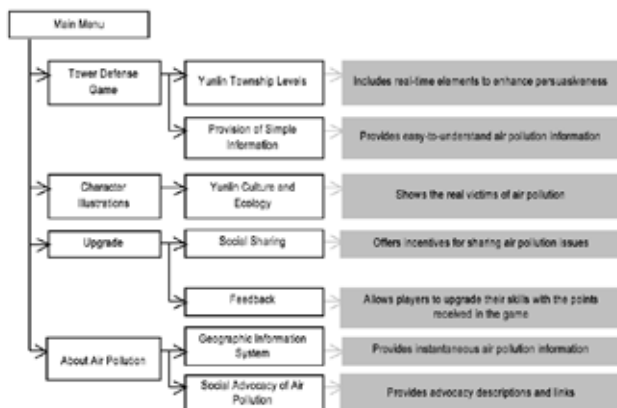 Main Menu
Tower Defense
Game
Yunlin Township Levels
Includes real-time elements to enhance persuasiveness
Provision of Simple
Information
Provides easy-to-understand air pollution information
Character
Illustrations
Yunlin Culture and
Ecology
Shows the real victims of air pollution
Upgrade
Social Sharing
Offers incentives for sharing air pollution issues
Feedback
Allows players to upgrade their skills with the points
received in the game
About Air Pollution
Geographic Information
System
Provides instantaneous air pollution information
Social Advocacy of Air
Pollution
Provides advocacy descriptions and links